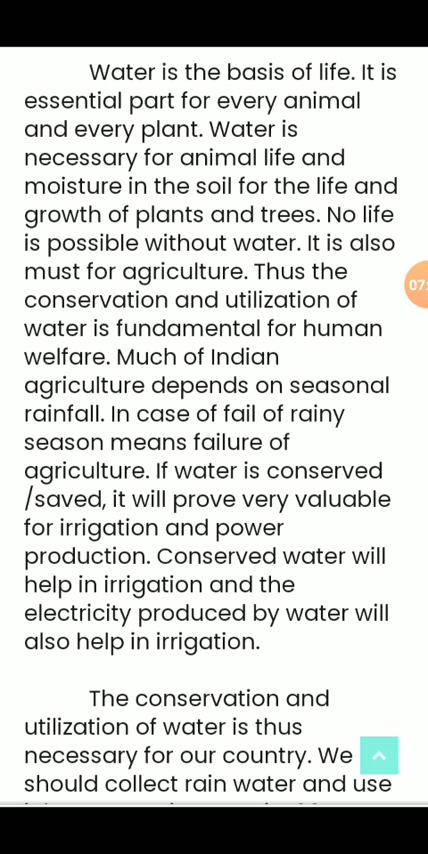 Water is the basis of life. It is
essential part for every animal
and every plant. Water is
necessary for animal life and
moisture in the soil for the life and
growth of plants and trees. No life
is possible without water. It is also
must for agriculture. Thus the
07:
conservation and utilization of
water is fundamental for human
welfare. Much of Indian
agriculture depends on seasonal
rainfall. In case of fail of rainy
season means failure of
agriculture. If water is conserved
/saved, it will prove very valuable
for irrigation and power
production. Conserved water will
help in irrigation and the
electricity produced by water will
also help in irrigation.
The conservation and
utilization of water is thus
necessary for our country. We
should collect rain water and use